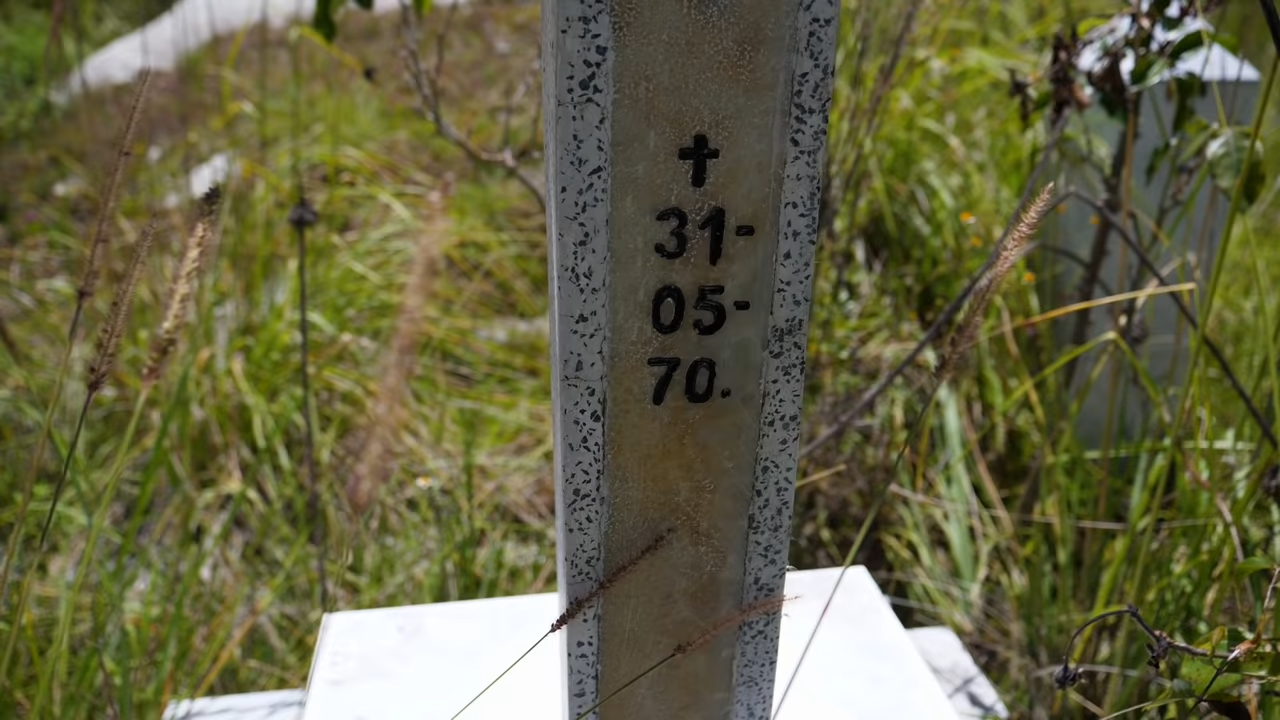 ✝
31-
05-
70.